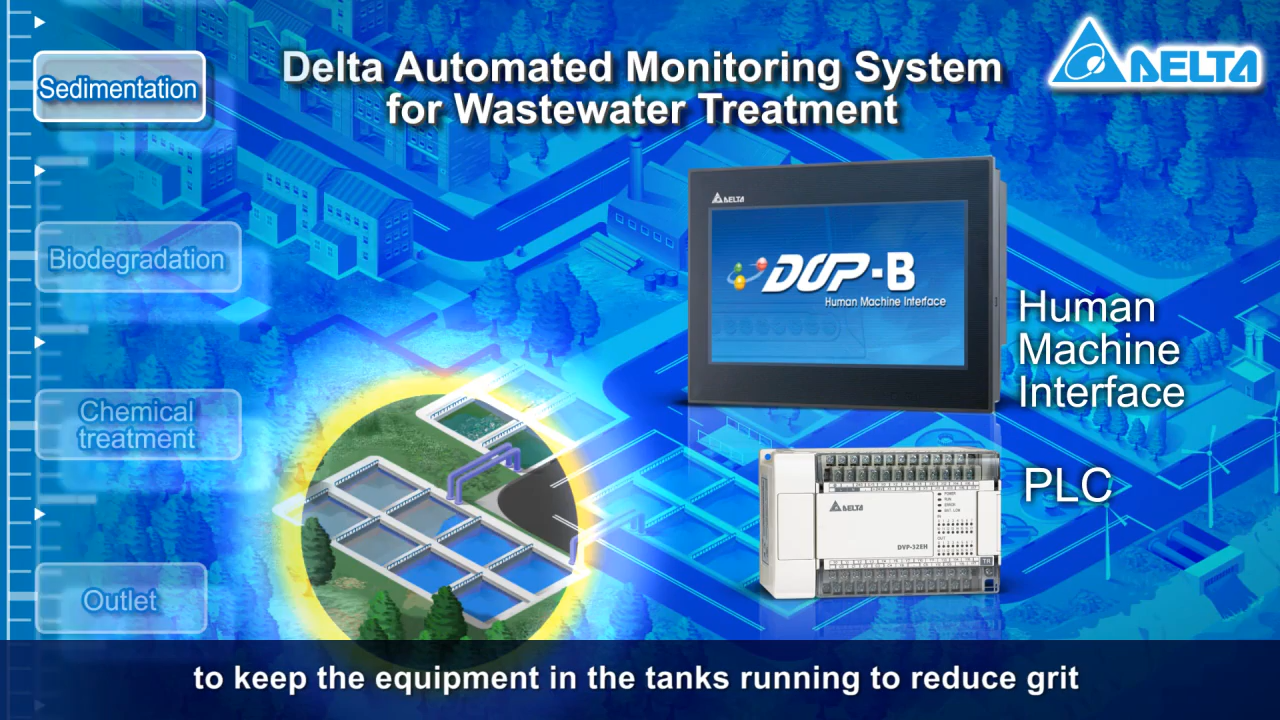 Delta Automated Monitoring System
for Wastewater Treatment
DELTA
Sedimentation
Biodegradation
Chemical
treatment
Outlet
DELTA
DOP-B
Human Machine Interface
Human
Machine
Interface
PLC
DELTA
DVP-32EH
to keep the equipment in the tanks running to reduce grit